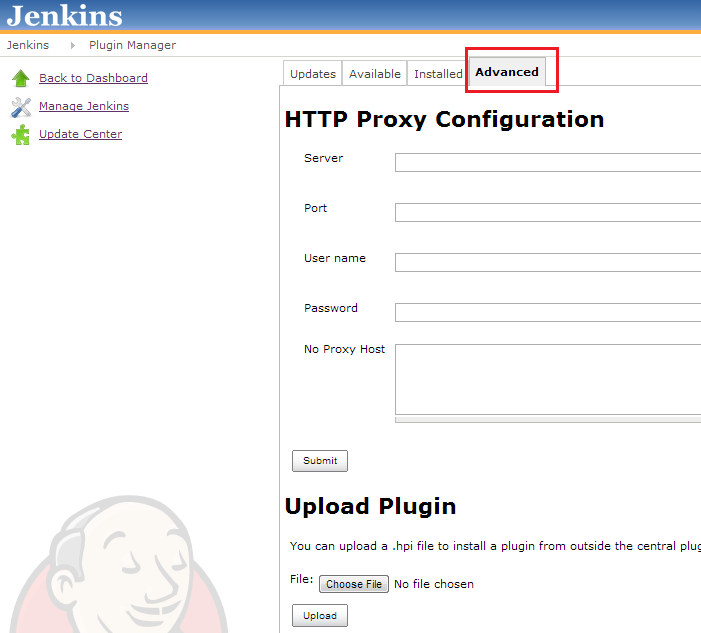 Jenkins
Jenkins Plugin Manager
Back to Dashboard
Manage Jenkins
Update Center
Updates Available Installed Advanced
HTTP Proxy Configuration
Server
Port
User name
Password
No Proxy Host
Submit
Upload Plugin
You can upload a .hpi file to install a plugin from outside the central plug
File: Choose File No file chosen
Upload